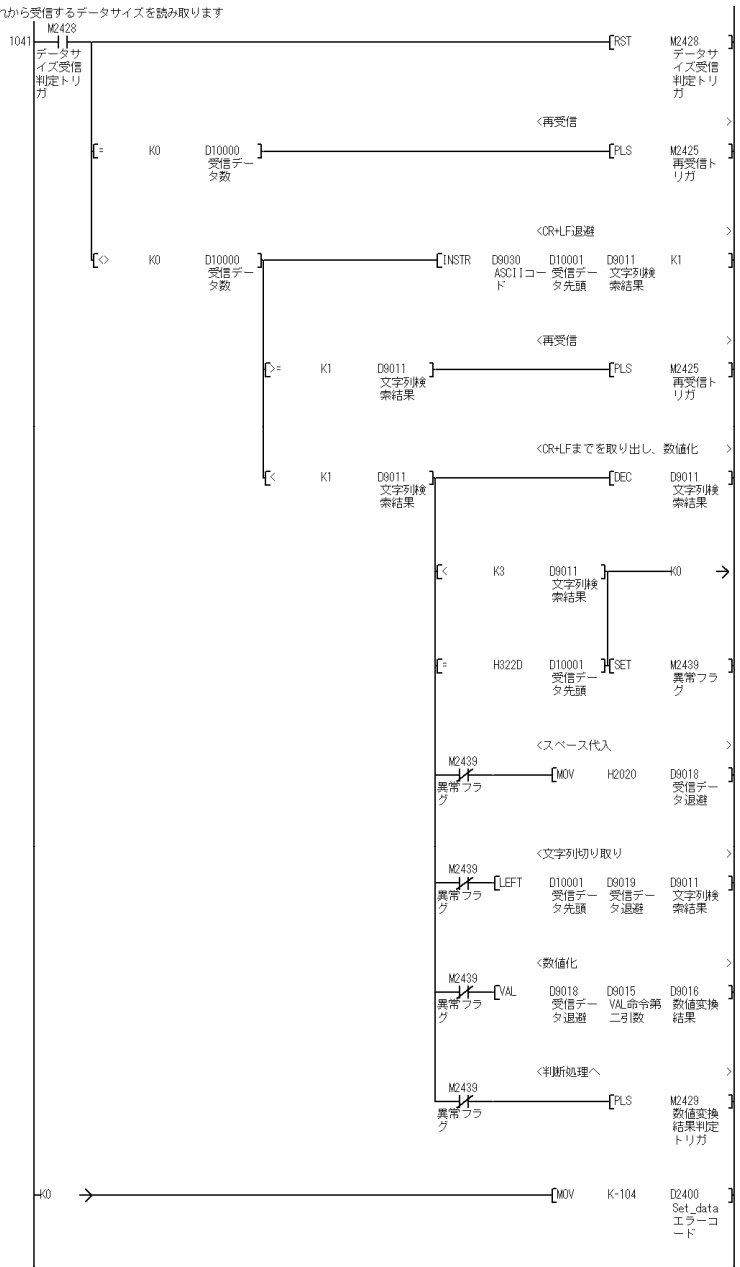 れから受信するデータサイズを読み取ります
M2428
1041
データサ
イズ受信
判定トリ
ガ
RST M2428
データサ
イズ受信
判定トリ
ガ
<再受信 >
= K0 D10000
受信デー
タ数
PLS M2425
再受信ト
リガ
<CR+LF退避 >
<> K0 D10000
受信デー
タ数
INSTR D9030 D10001 D9011 K1
ASCIIコー 受信デー 文字列検
ド タ先頭 索結果
<再受信 >
>= K1 D9011
文字列検
索結果
PLS M2425
再受信ト
リガ
<CR+LFまでを取り出し、数値化 >
< K1 D9011
文字列検
索結果
DEC D9011
文字列検
索結果
< K3 D9011
文字列検
索結果
K0
= H322D D10001
受信デー
タ先頭
SET M2439
異常フラ
グ
<スペース代入 >
M2439
異常フラ
グ
MOV H2020 D9018
受信デー
タ退避
<文字列切り取り >
M2439
異常フラ
グ
LEFT D10001 D9019 D9011
受信デー 受信デー 文字列検
タ先頭 タ退避 索結果
<数値化 >
M2439
異常フラ
グ
VAL D9018 D9015 D9016
受信デー VAL命令第 数値変換
タ退避 二引数 結果
<判断処理へ >
M2439
異常フラ
グ
PLS M2429
数値変換
結果判定
トリガ
K0
MOV K-104 D2400
Set_data
エラーコ
ード